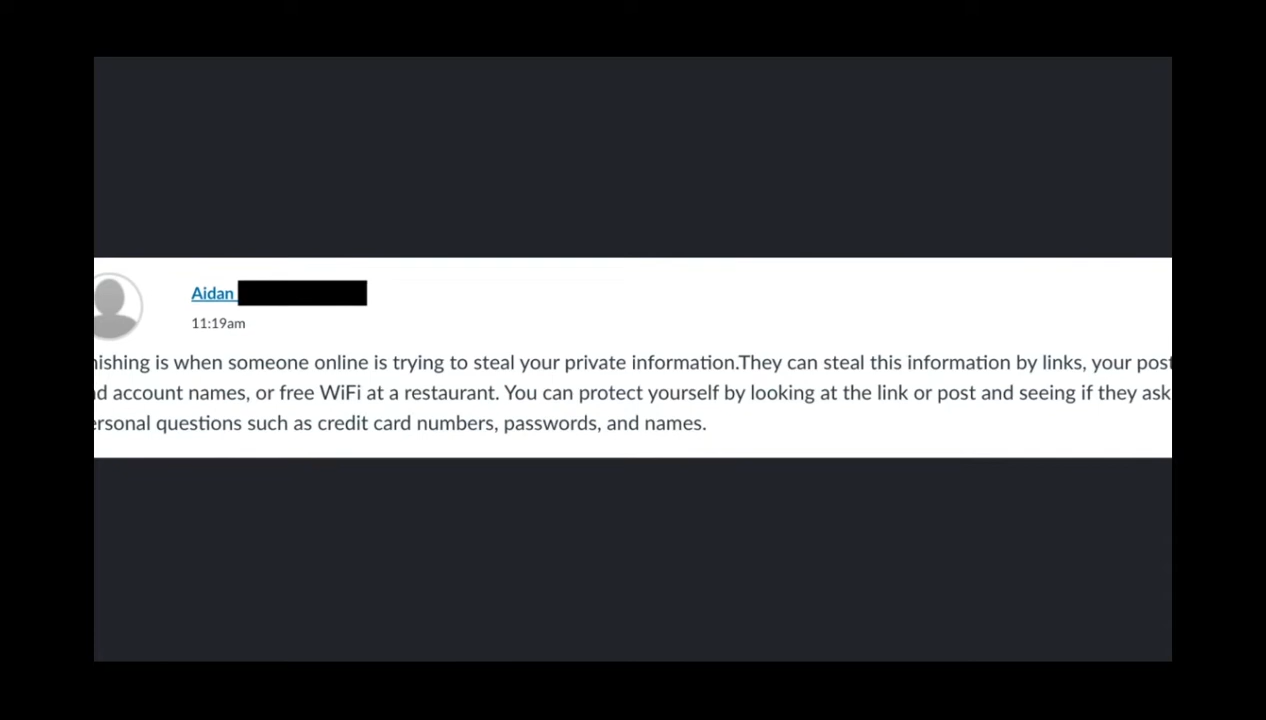 Aidan
11:19am
nishing is when someone online is trying to steal your private information.They can steal this information by links, your post
d account names, or free WiFi at a restaurant. You can protect yourself by looking at the link or post and seeing if they ask
ersonal questions such as credit card numbers, passwords, and names.